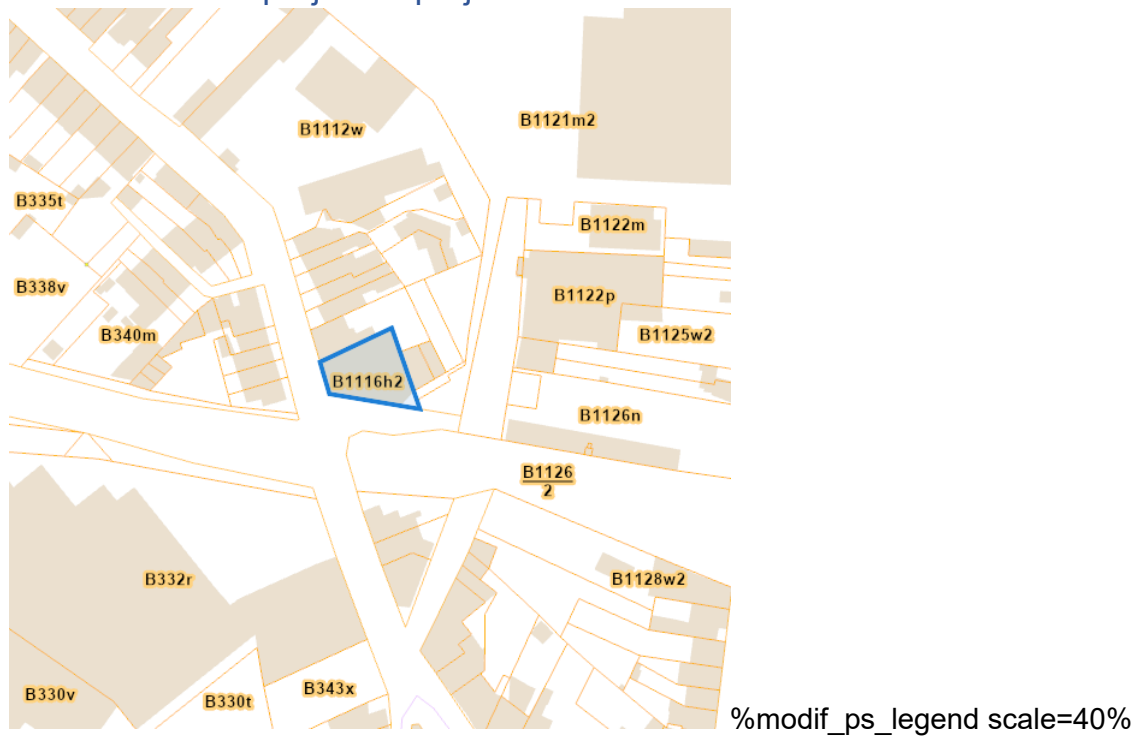 B1112w
B1121m2
B335t
B1122m
B338v
B1122p
B340m
B1125w2
B1116h2
B1126n
B1126
2
B332r
B1128w2
B330v
B330t
B343x
%modif_ps_legend scale=40%